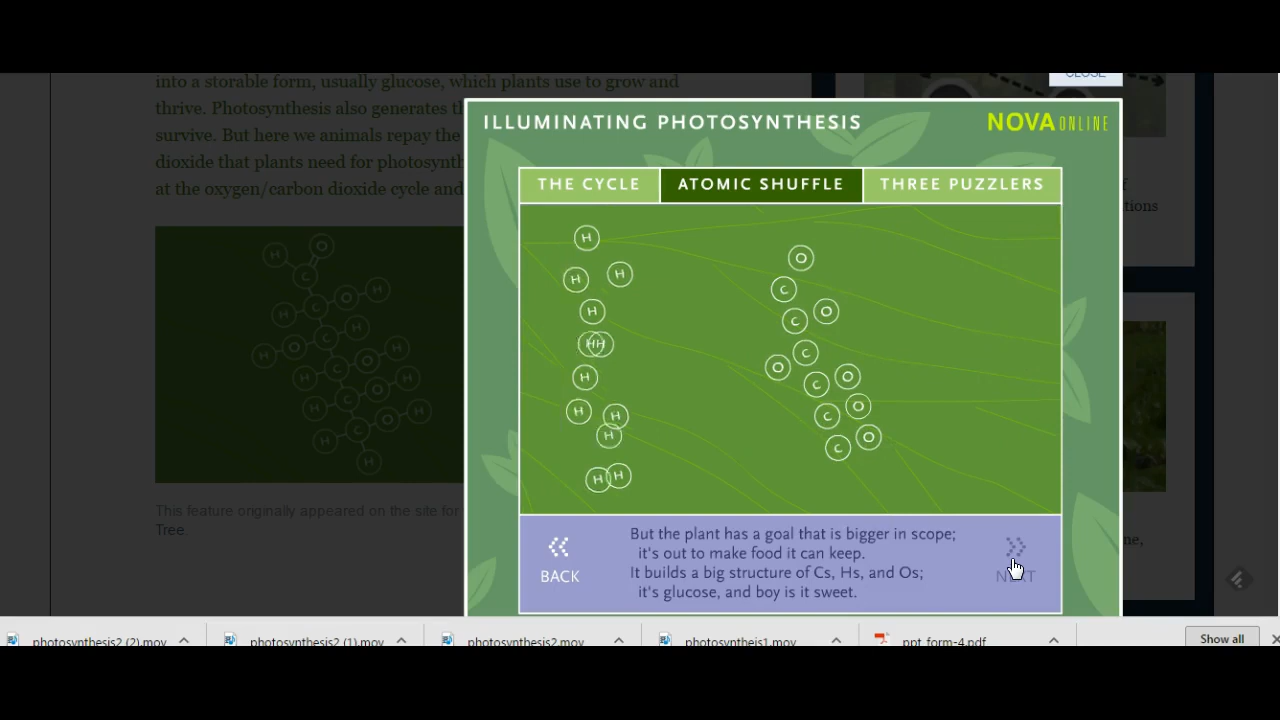 into a storable form, usually glucose, which plants use to grow and
thrive. Photosynthesis also generates th
survive. But here we animals repay the
dioxide that plants need for photosynth
at the oxygen/carbon dioxide cycle and
This feature originally appeared on the site for
Tree.
CLOSE
ILLUMINATING PHOTOSYNTHESIS
NOVA ONLINE
THE CYCLE
ATOMIC SHUFFLE
THREE PUZZLERS
H
O
H
H
C
H
C
O
H H
C
O
H
C
O
H
H
C
O
H
C
O
H H
But the plant has a goal that is bigger in scope;
it's out to make food it can keep.
It builds a big structure of Cs, Hs, and Os;
it's glucose, and boy is it sweet.
BACK
NEXT
photosynthesis2 (2).mov
photosynthesis2 (1).mov
photosynthesis2.mov
photosyntheis1.mov
ppt_form-4.pdf
Show all